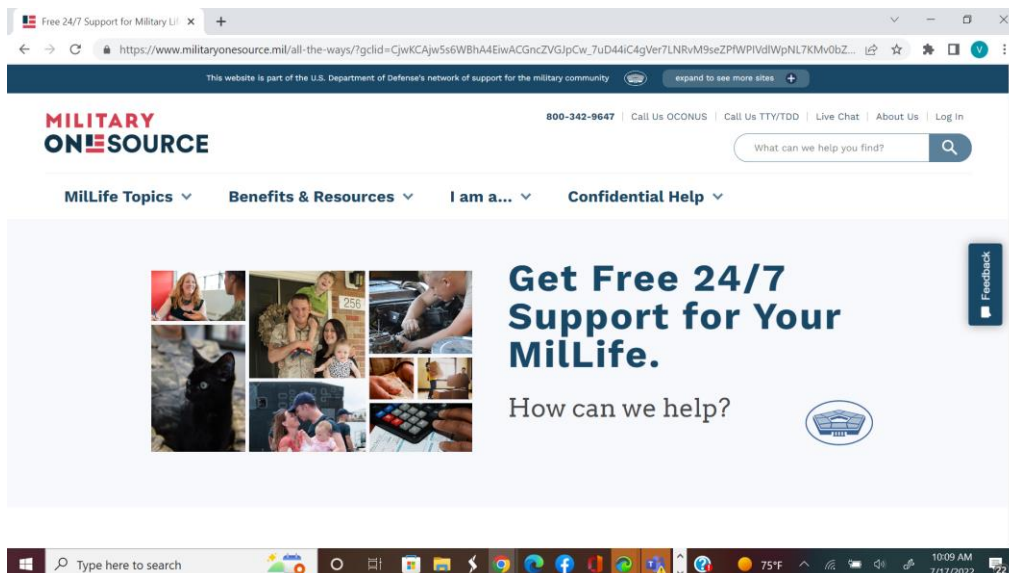 Free 24/7 Support for Military Lif
https://www.militaryonesource.mil/all-the-ways/?gclid=CjwKCAjw5s6WBhA4EiwACGncZVGJpCw_7uD44iC4gVer7LNRvM9seZPfWPIVdlWpNL7KMv0bZ...
V
This website is part of the U.S. Department of Defense's network of support for the military community expand to see more sites
MILITARY
ONESOURCE
800-342-9647 | Call Us OCONUS | Call Us TTY/TDD | Live Chat | About Us | Log In
What can we help you find?
MilLife Topics Benefits & Resources I am a... Confidential Help
Feedback
256
Get Free 24/7
Support for Your
MilLife.
How can we help?
Type here to search 75°F 10:09 AM
7/17/2022
22